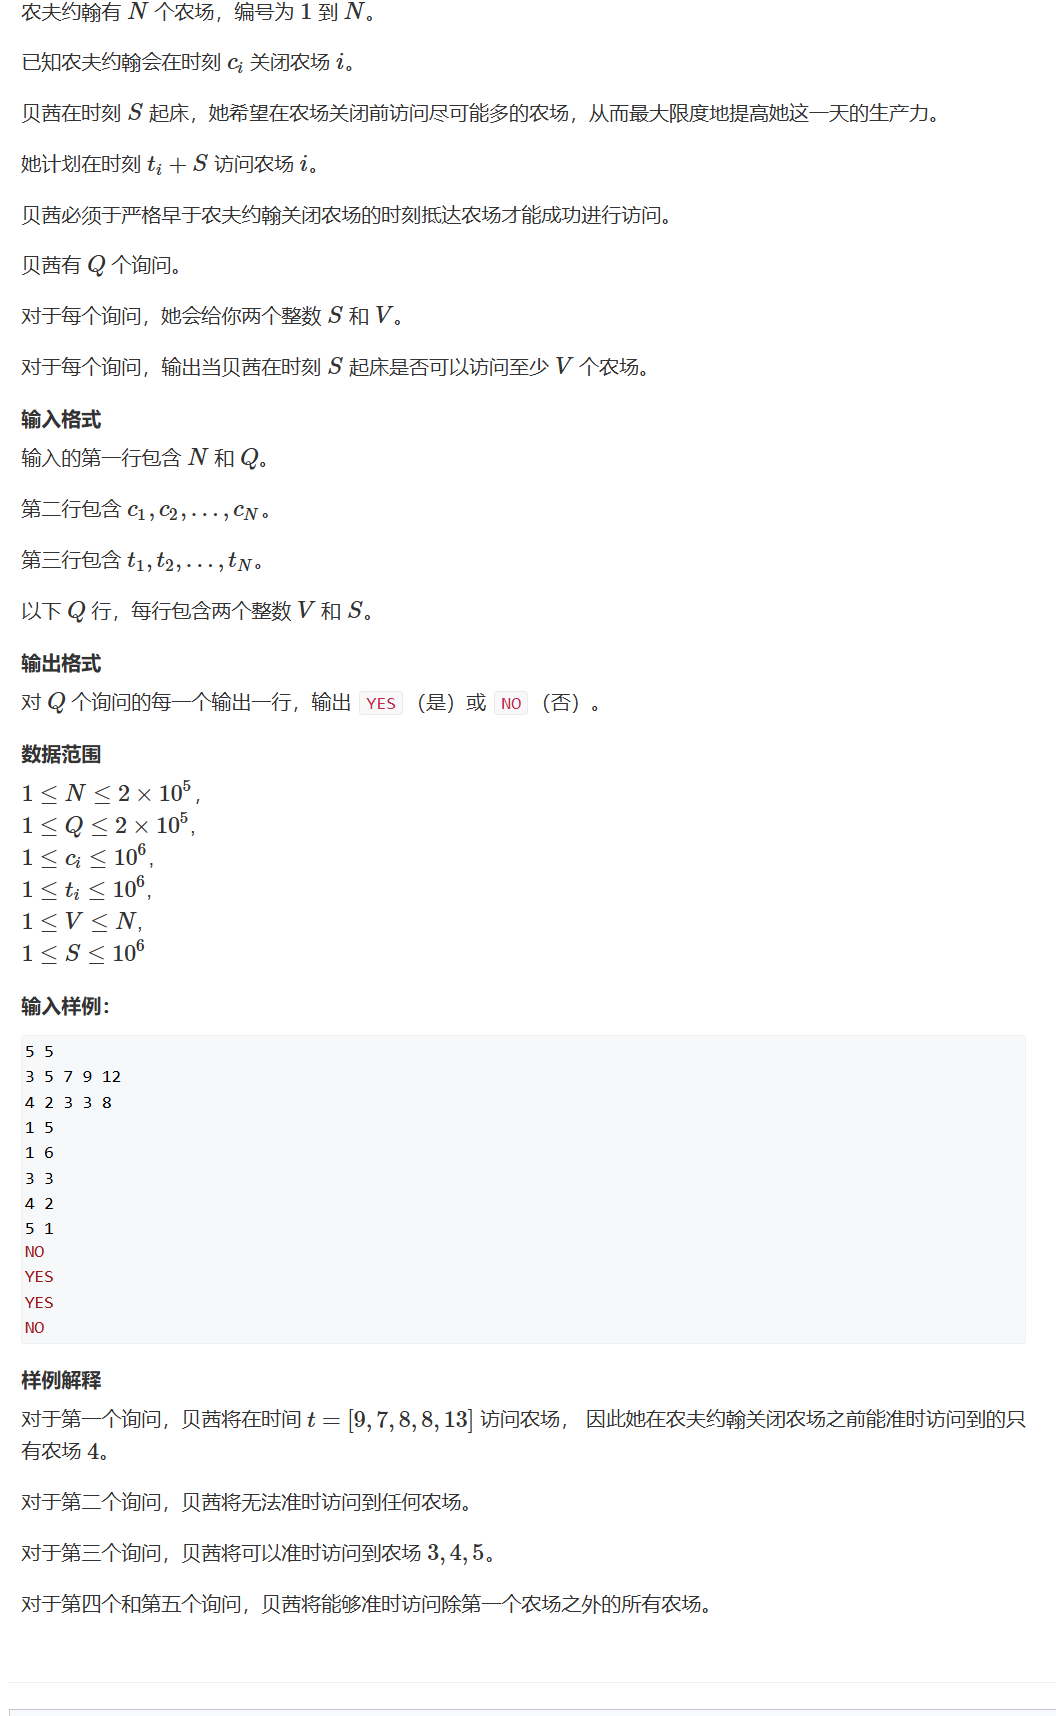 农夫约翰有 N 个农场，编号为 1 到 N。
已知农夫约翰会在时刻 c_i 关闭农场 i。
贝茜在时刻 S 起床，她希望在农场关闭前访问尽可能多的农场，从而最大限度地提高她这一天的生产力。
她计划在时刻 t_i + S 访问农场 i。
贝茜必须于严格早于农夫约翰关闭农场的时刻抵达农场才能成功进行访问。
贝茜有 Q 个询问。
对于每个询问，她会给你两个整数 S 和 V。
对于每个询问，输出当贝茜在时刻 S 起床是否可以访问至少 V 个农场。
输入格式
输入的第一行包含 N 和 Q。
第二行包含 c_1, c_2, ..., c_N。
第三行包含 t_1, t_2, ..., t_N。
以下 Q 行，每行包含两个整数 V 和 S。
输出格式
对 Q 个询问的每一个输出一行，输出 YES （是）或 NO （否）。
数据范围
1 ≤ N ≤ 2 × 10^5,
1 ≤ Q ≤ 2 × 10^5,
1 ≤ c_i ≤ 10^6,
1 ≤ t_i ≤ 10^6,
1 ≤ V ≤ N,
1 ≤ S ≤ 10^6
输入样例：
5 5
3 5 7 9 12
4 2 3 3 8
1 5
1 6
3 3
4 2
5 1
NO
YES
YES
NO
样例解释
对于第一个询问，贝茜将在时间 t = [9, 7, 8, 8, 13] 访问农场， 因此她在农夫约翰关闭农场之前能准时访问到的只
有农场 4。
对于第二个询问，贝茜将无法准时访问到任何农场。
对于第三个询问，贝茜将可以准时访问到农场 3, 4, 5。
对于第四个和第五个询问，贝茜将能够准时访问除第一个农场之外的所有农场。